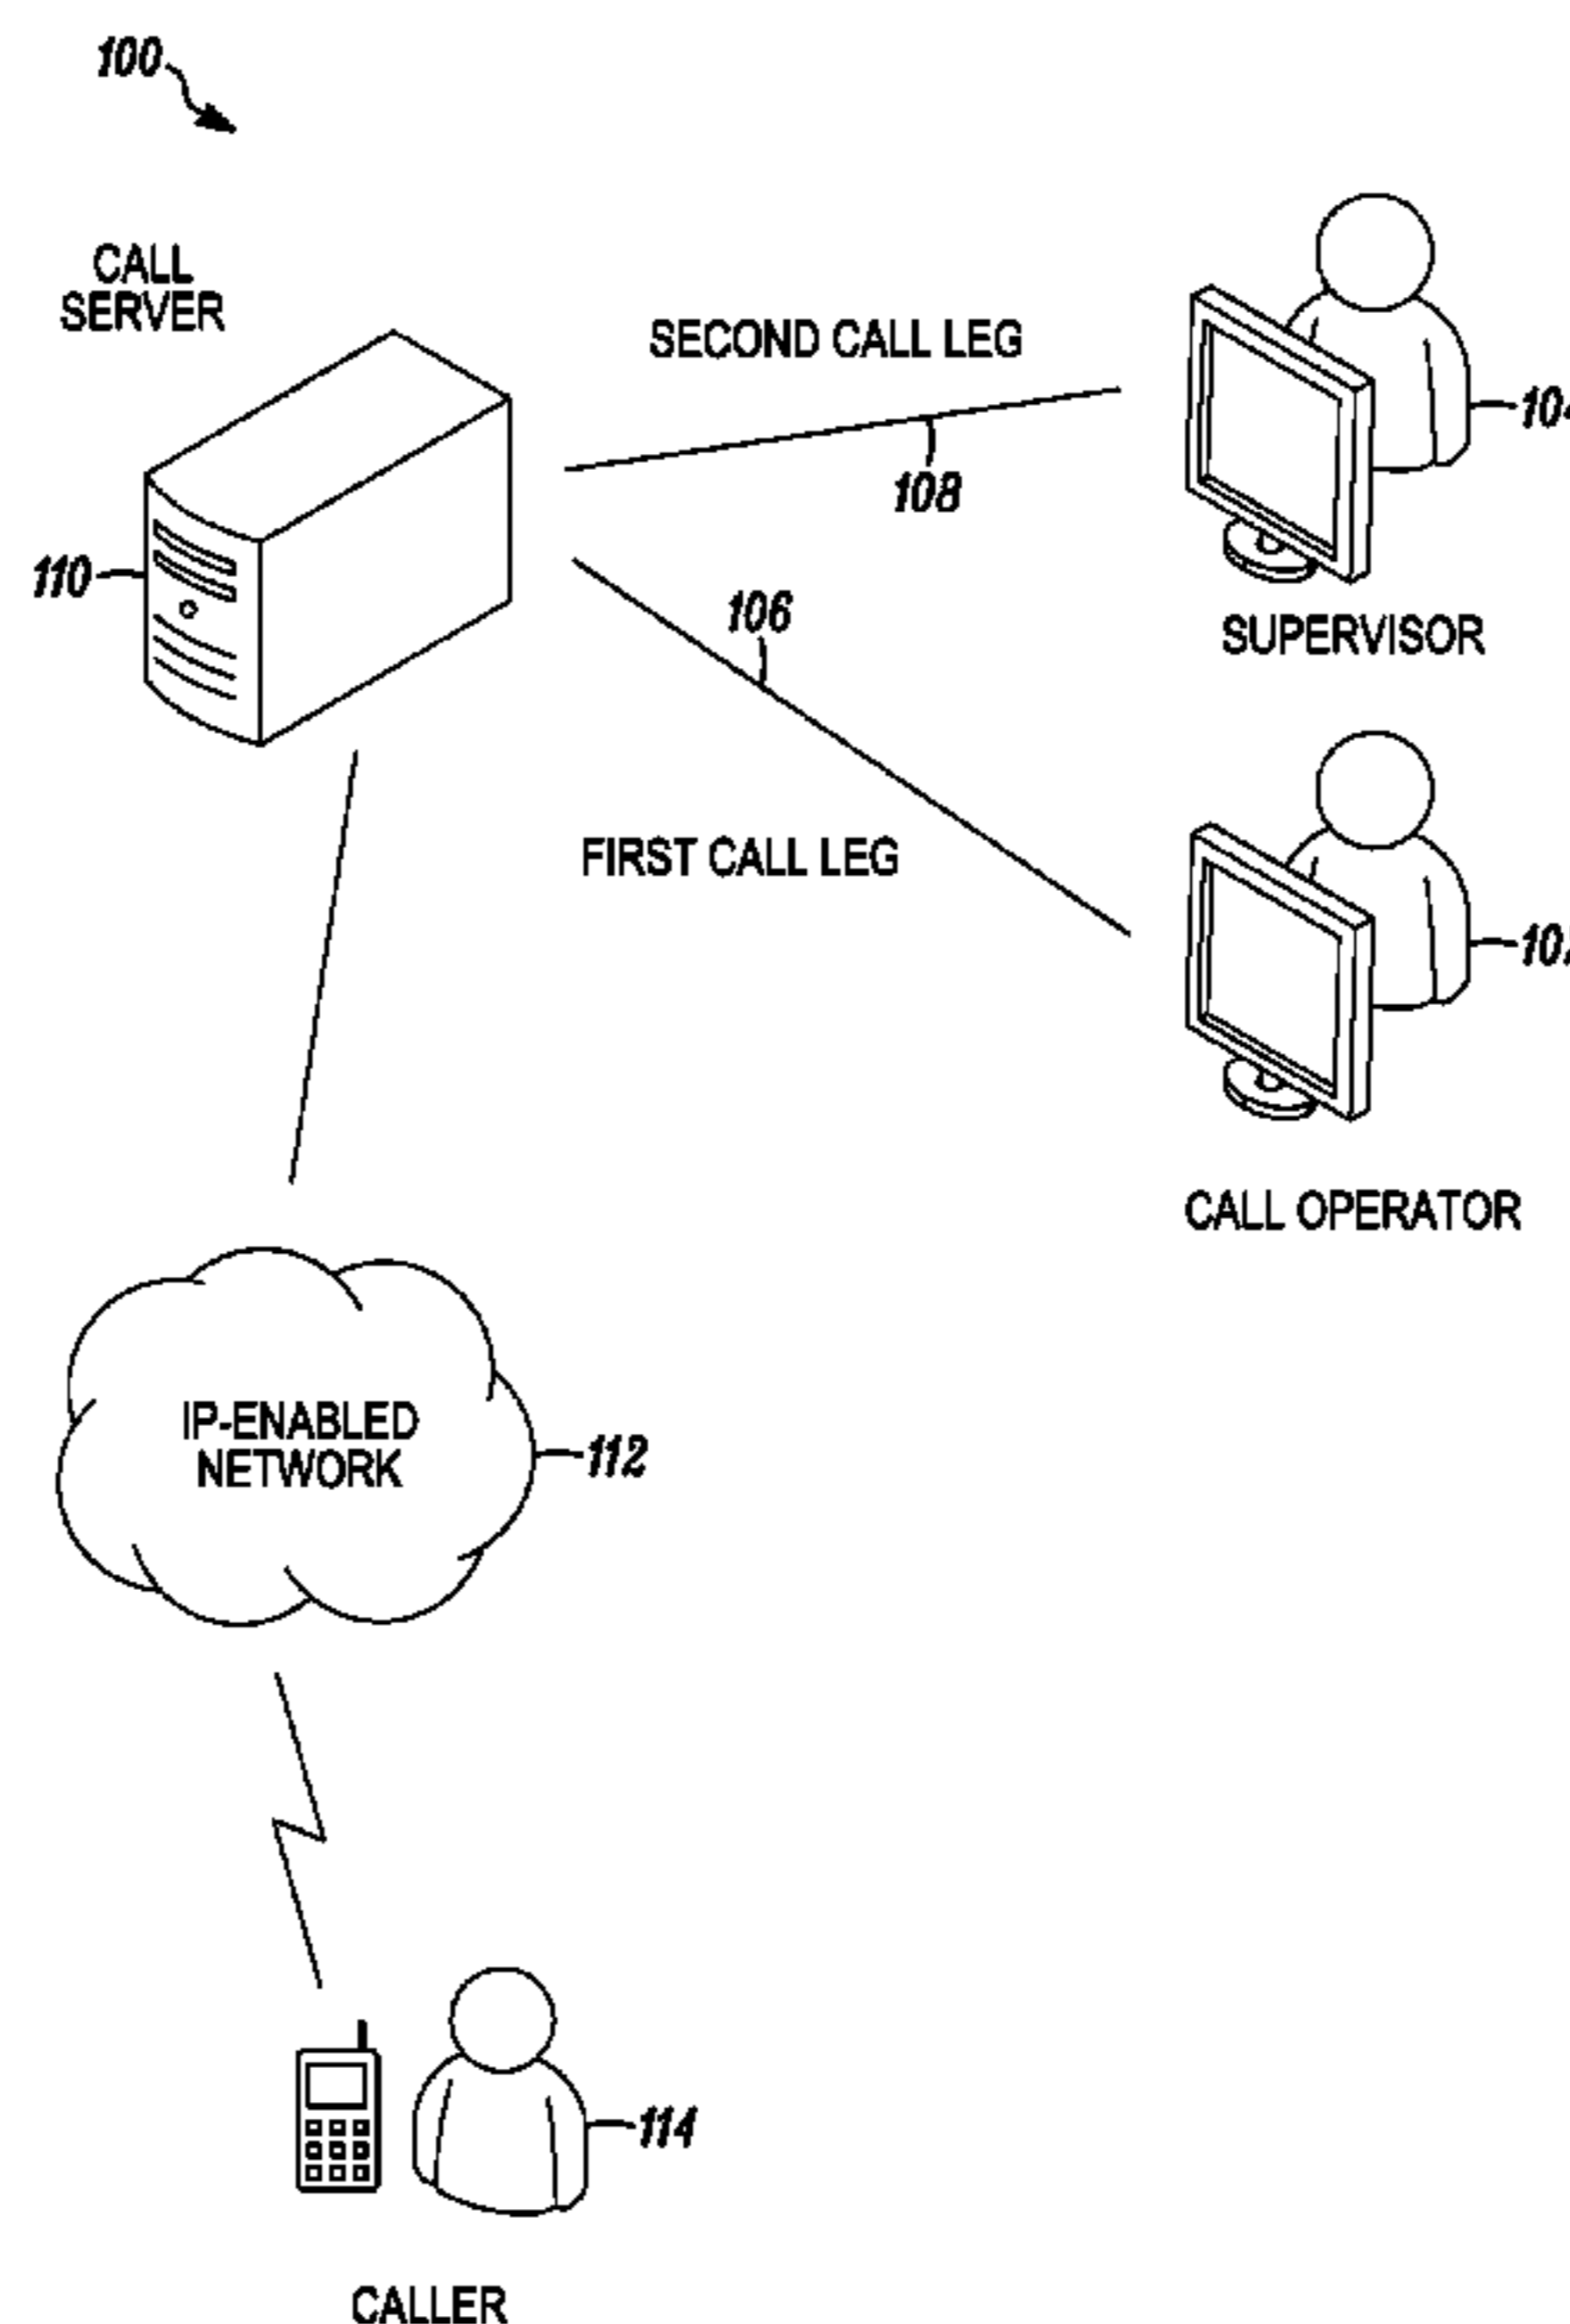 100
CALL
SERVER
SECOND CALL LEG
108
110
106
SUPERVISOR
FIRST CALL LEG
CALL OPERATOR
IP-ENABLED
NETWORK
112
114
CALLER